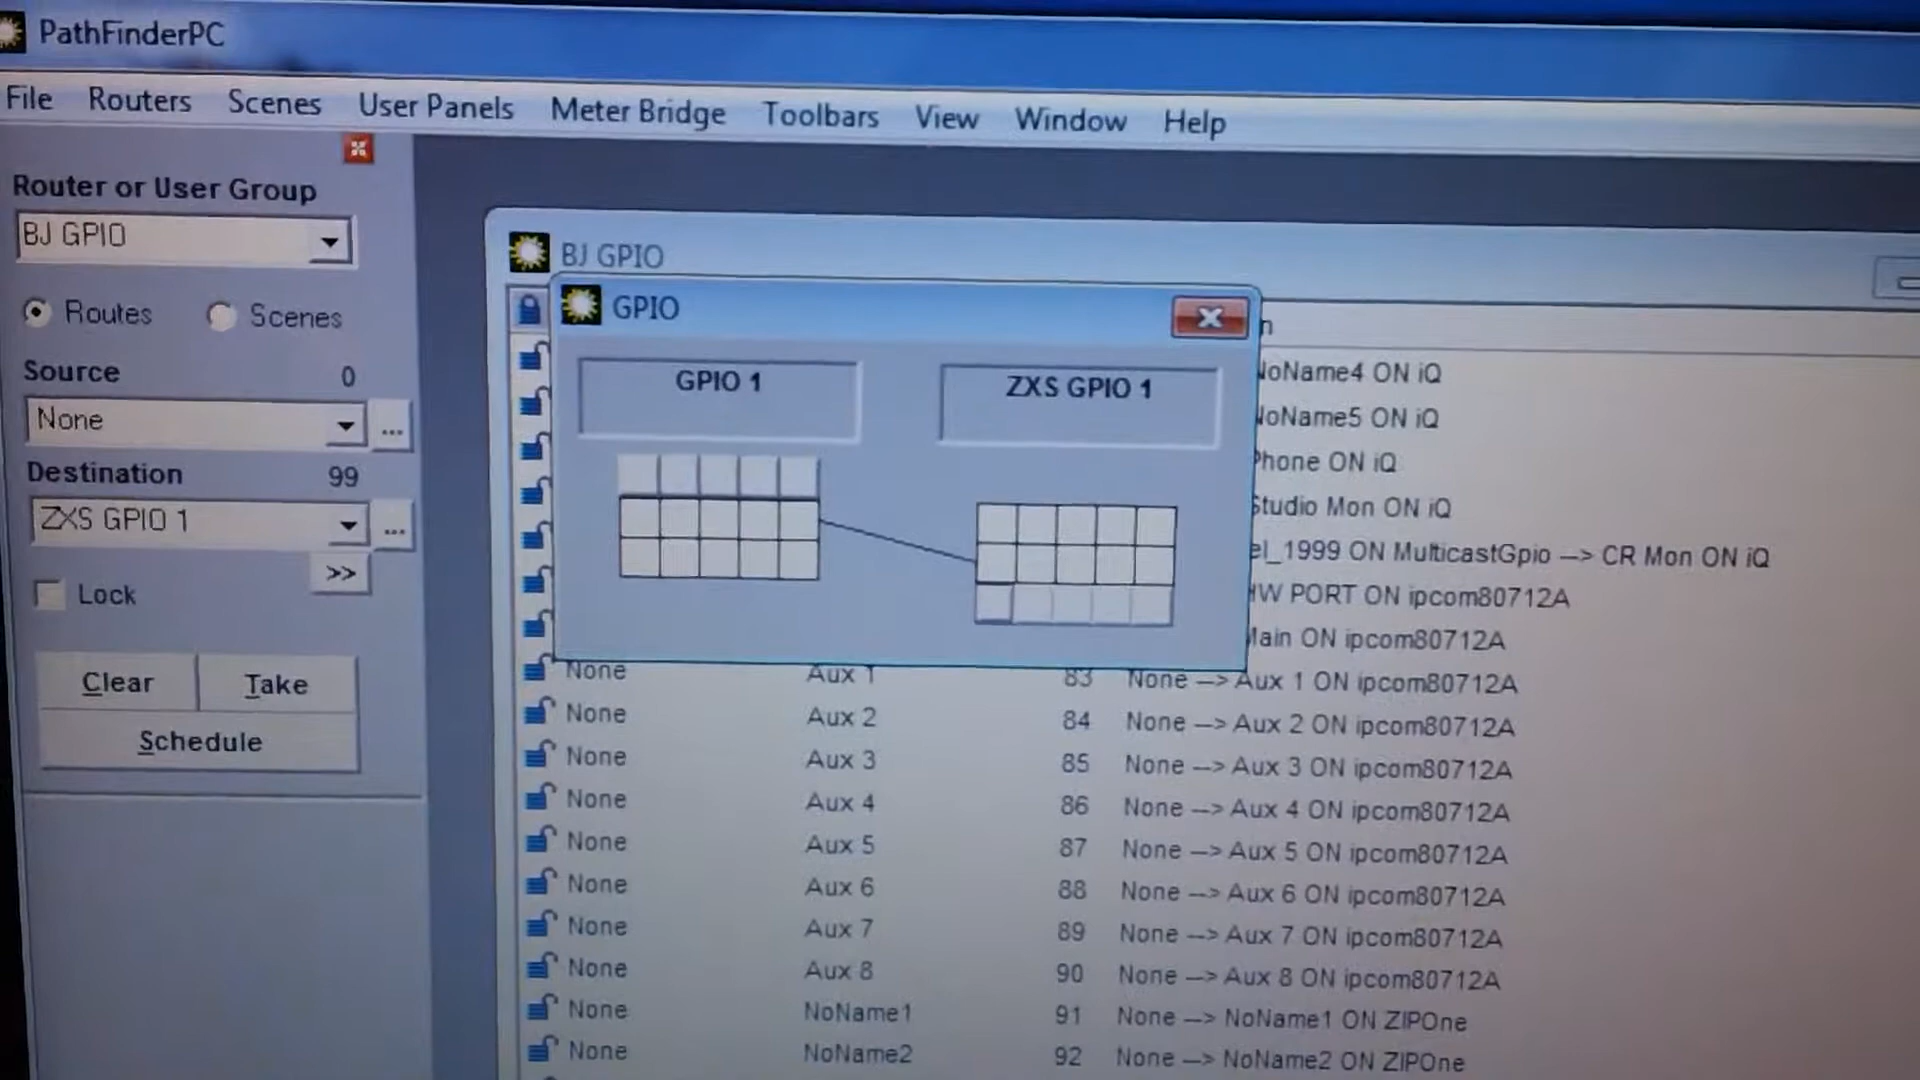 PathFinderPC
File Routers Scenes User Panels Meter Bridge Toolbars View Window Help
Router or User Group
BJ GPIO
Routes Scenes
Source 0
None ...
Destination 99
ZXS GPIO 1 ...
>>
Lock
Clear Take
Schedule
BJ GPIO
GPIO
GPIO 1 ZXS GPIO 1
NoName4 ON iQ
NoName5 ON iQ
Phone ON iQ
Studio Mon ON iQ
_1999 ON MulticastGpio --> CR Mon ON iQ
PORT ON ipcom80712A
Main ON ipcom80712A
None Aux 1 83 None --> Aux 1 ON ipcom80712A
None Aux 2 84 None --> Aux 2 ON ipcom80712A
None Aux 3 85 None --> Aux 3 ON ipcom80712A
None Aux 4 86 None --> Aux 4 ON ipcom80712A
None Aux 5 87 None --> Aux 5 ON ipcom80712A
None Aux 6 88 None --> Aux 6 ON ipcom80712A
None Aux 7 89 None --> Aux 7 ON ipcom80712A
None Aux 8 90 None --> Aux 8 ON ipcom80712A
None NoName1 91 None --> NoName1 ON ZIPOne
None NoName2 92 None --> NoName2 ON ZIPOne